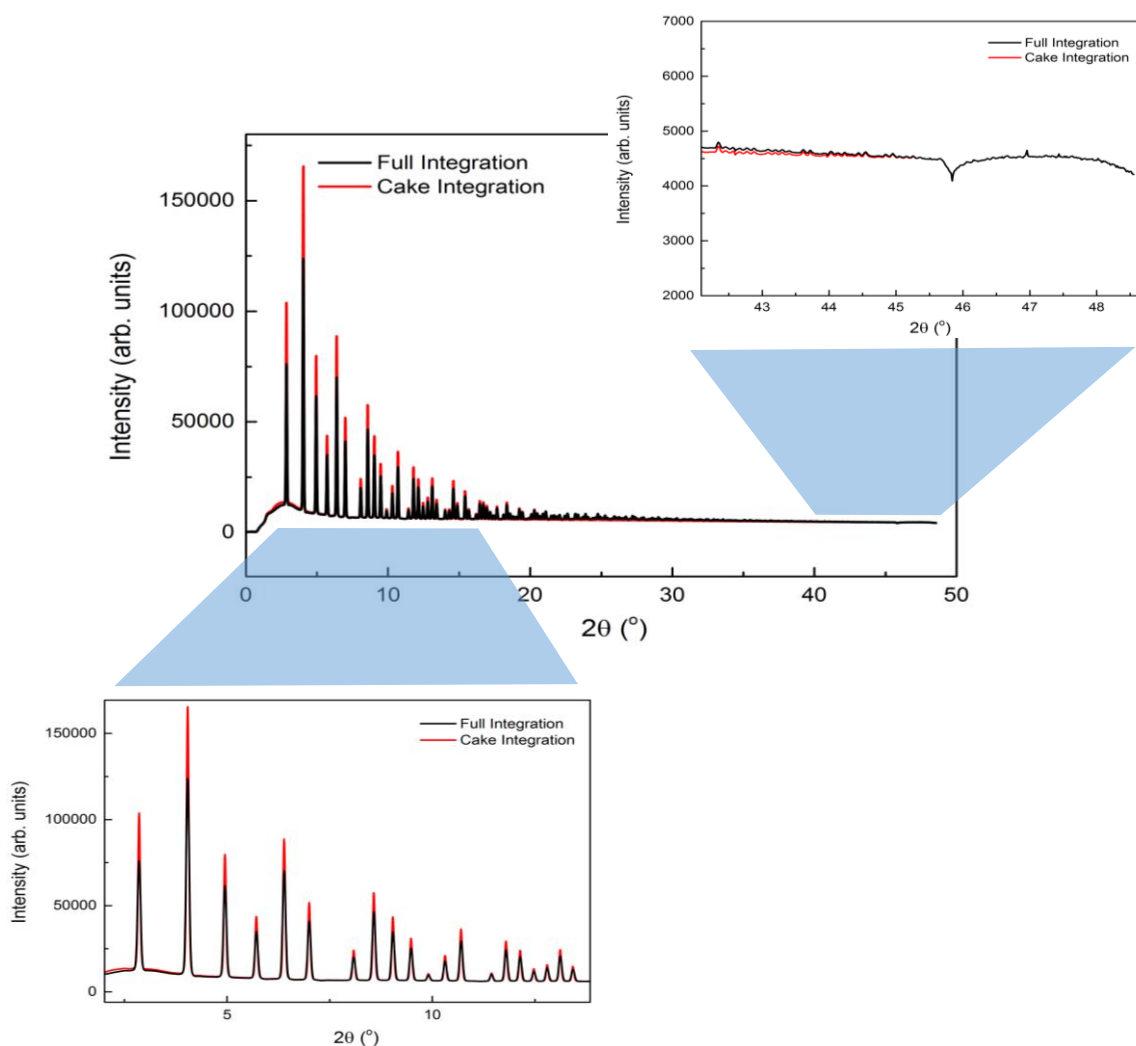 7000
6000
5000
4000
3000
2000
Intensity (arb. units)
Full Integration
Cake Integration
43
44
45
46
47
48
2θ (°)
150000
100000
50000
0
Intensity (arb. units)
Full Integration
Cake Integration
0
10
20
30
40
50
2θ (°)
150000
100000
50000
0
Intensity (arb. units)
Full Integration
Cake Integration
5
10
2θ (°)